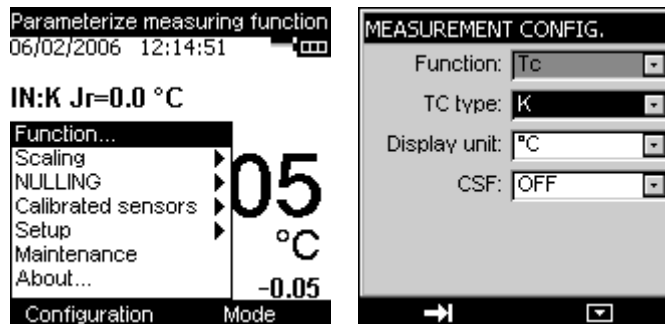 Parameterize measuring function
06/02/2006 12:14:51
IN:K Jr=0.0 °C
Function...
Scaling
NULLING
Calibrated sensors
Setup
Maintenance
About...
05
°C
-0.05
Configuration Mode
MEASUREMENT CONFIG.
Function: Tc
TC type: K
Display unit: °C
CSF: OFF